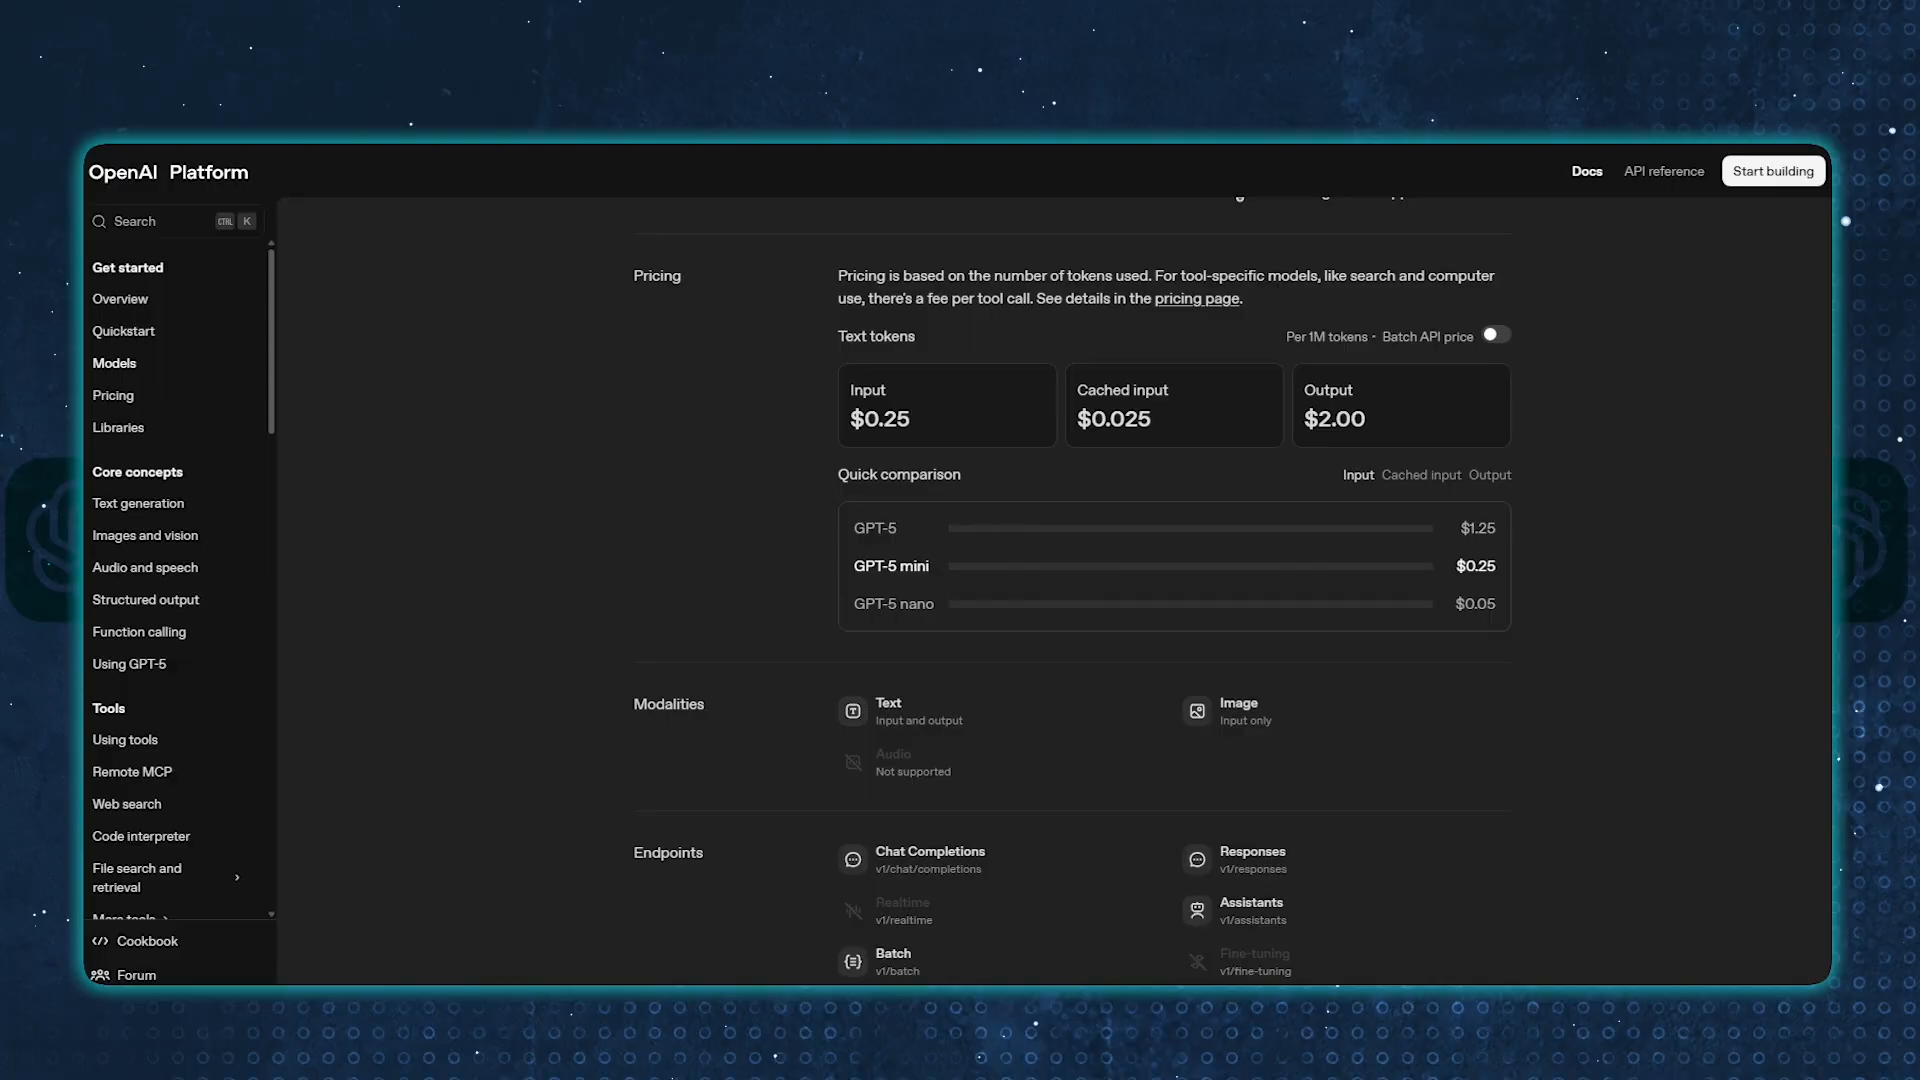 OpenAI Platform
Docs
API reference
Start building
Search
CTRL K
Get started
Overview
Quickstart
Models
Pricing
Libraries
Core concepts
Text generation
Images and vision
Audio and speech
Structured output
Function calling
Using GPT-5
Tools
Using tools
Remote MCP
Web search
Code interpreter
File search and
retrieval
More tools
Cookbook
Forum
Pricing
Pricing is based on the number of tokens used. For tool-specific models, like search and computer
use, there's a fee per tool call. See details in the pricing page.
Text tokens
Per 1M tokens · Batch API price
Input
$0.25
Cached input
$0.025
Output
$2.00
Quick comparison
Input Cached input Output
GPT-5 $1.25
GPT-5 mini $0.25
GPT-5 nano $0.05
Modalities
Text
Input and output
Image
Input only
Audio
Not supported
Endpoints
Chat Completions
v1/chat/completions
Responses
v1/responses
Realtime
v1/realtime
Assistants
v1/assistants
Batch
v1/batch
Fine-tuning
v1/fine-tuning